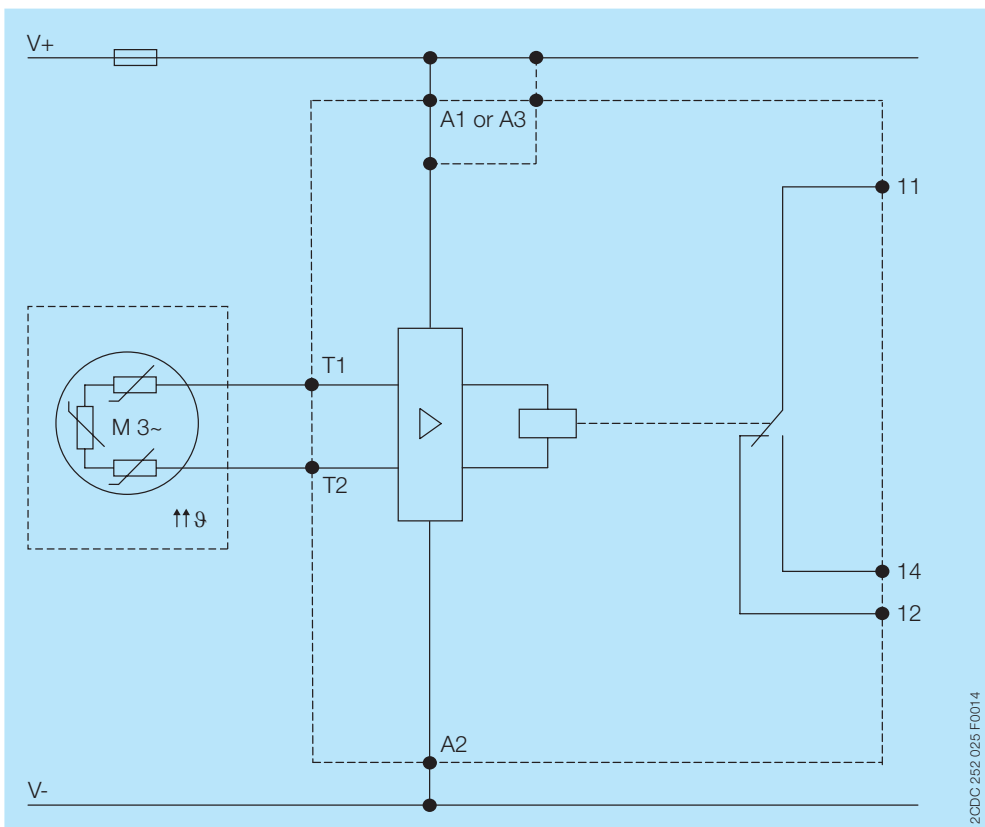 V+
A1 or A3
11
T1
M 3~
T2
↑↑ϑ
14
12
A2
V-
2CDC 252 025 F0014